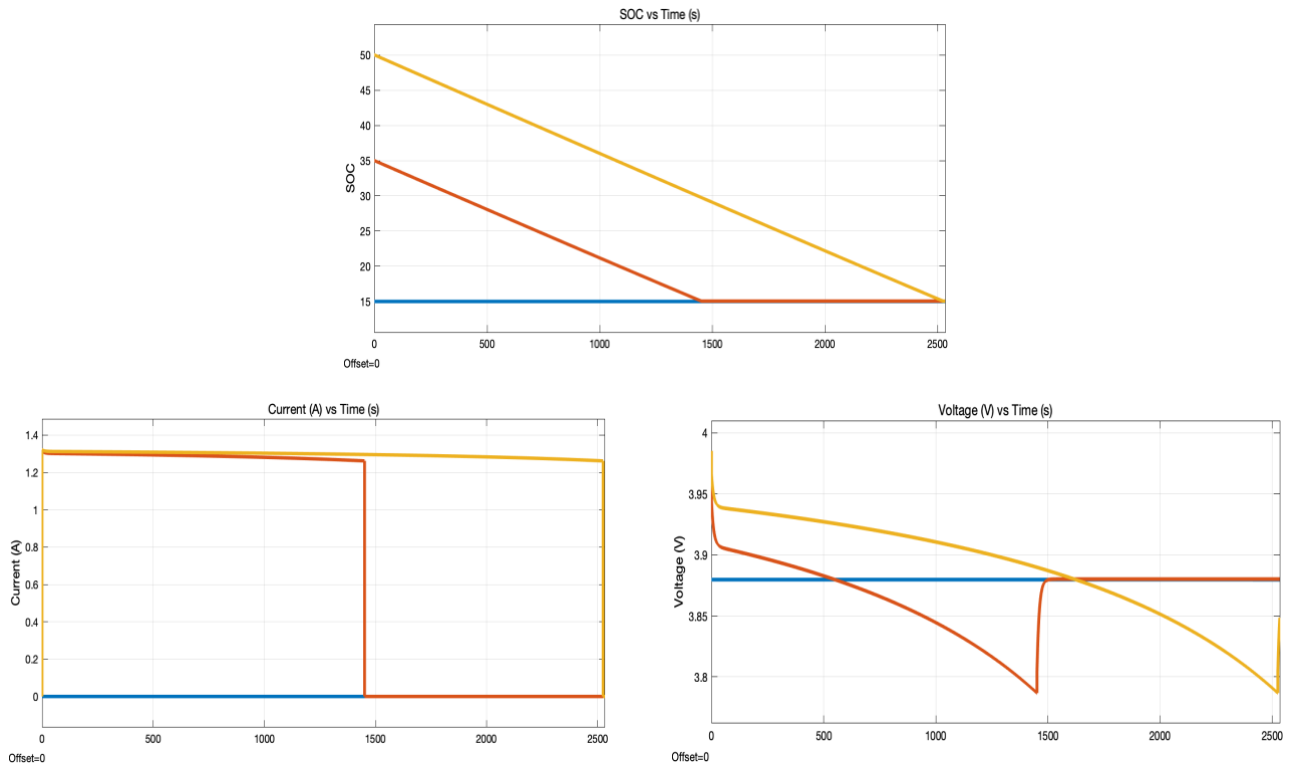 SOC vs Time (s)
50
45
40
35
30
25
20
15
SOC
0 500 1000 1500 2000 2500
Offset=0
Current (A) vs Time (s)
1.4
1.2
1
0.8
0.6
0.4
0.2
0
Current (A)
0 500 1000 1500 2000 2500
Offset=0
Voltage (V) vs Time (s)
4
3.95
3.9
3.85
3.8
Voltage (V)
0 500 1000 1500 2000 2500
Offset=0